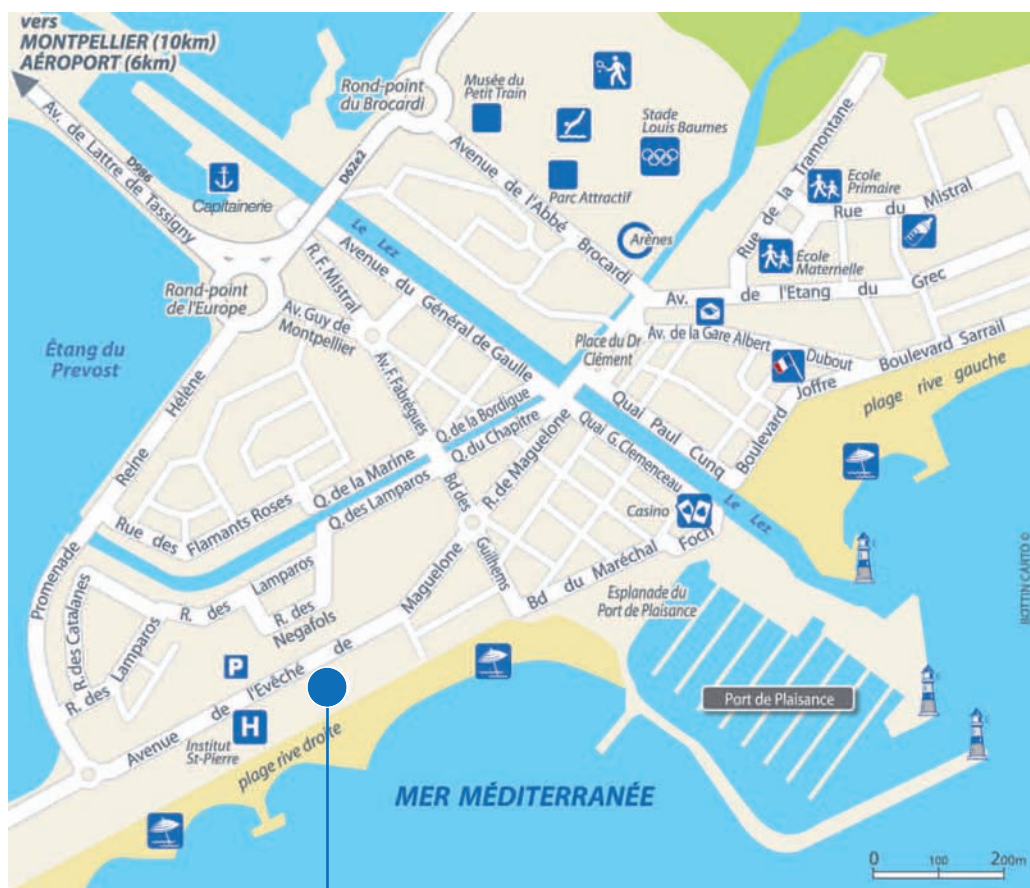 vers
MONTPELLIER (10km)
AÉROPORT (6km)
Av. de Lattre de Tassigny
D986
Rond-point
du Brocardi
D62e2
Musée du
Petit Train
Stade
Louis Baumes
Parc Attractif
Avenue de l'Abbé Brocardi
Arènes
Rue de la Tramontane
Ecole
Primaire
Rue du Mistral
Ecole
Maternelle
Av. de l'Etang du Grec
Capitainerie
Le Lez
R. F. Mistral
Avenue du Général de Gaulle
Rond-point
de l'Europe
Av. Guy de
Montpellier
Av. F. Fabrègues
Place du Dr
Clément
Av. de la Gare Albert Dubout
Boulevard Sarrail
Boulevard Joffre
plage rive gauche
Étang du
Prevost
Promenade Reine Hélène
Q. de la Bordigue
Q. du Chapitre
Quai Paul Cunq
Quai G. Clemenceau
R. de Maguelone
Q. de la Marine
Q. des Lamparos
Bd des Guilhems
Rue des Flamants Roses
Casino
Le Lez
Bd du Maréchal Foch
Esplanade du
Port de Plaisance
R. des Catalanes
R. des Lamparos
R. des Lamparos
R. des
Negafols
P
Avenue de l'Evêché de Maguelone
H
Institut
St-Pierre
plage rive droite
Port de Plaisance
MER MÉDITERRANÉE
BOTTIN CARTO ©
0 100 200m